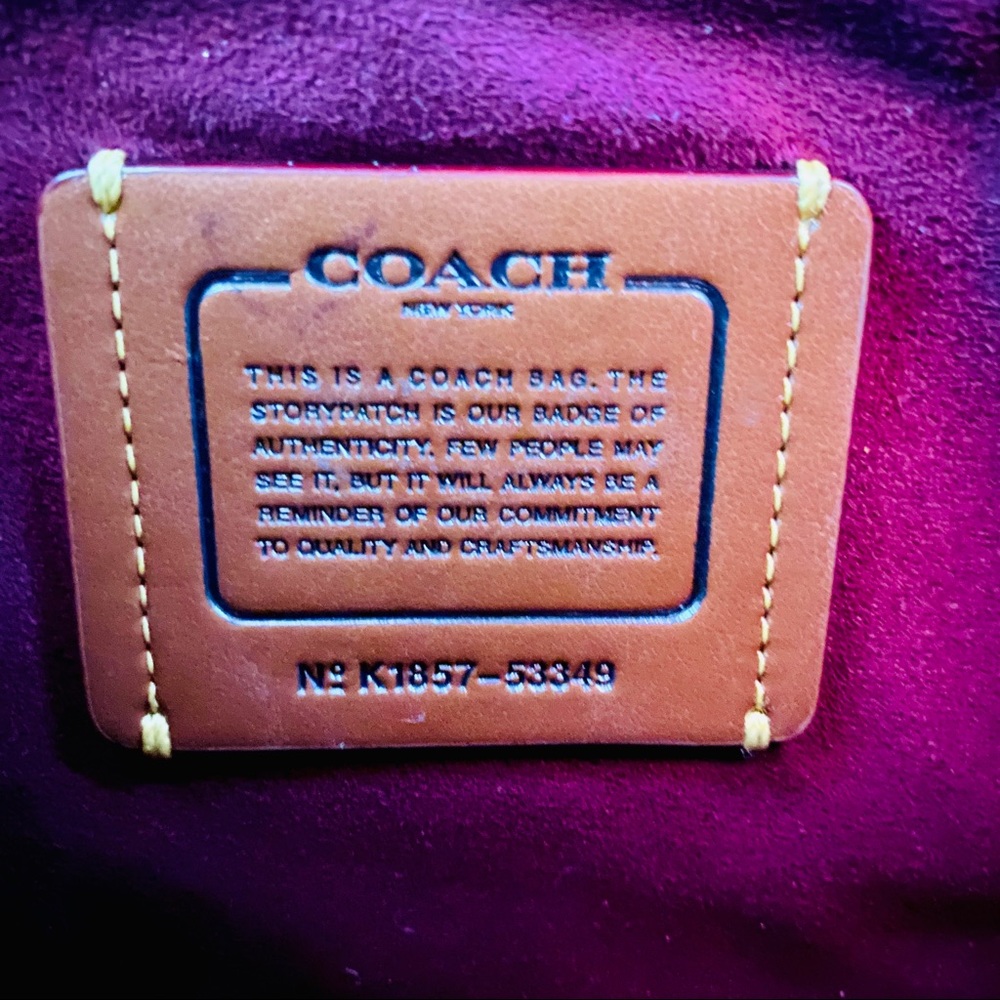 COACH
NEW YORK
THIS IS A COACH BAG. THE
STORYPATCH IS OUR BADGE OF
AUTHENTICITY. FEW PEOPLE MAY
SEE IT, BUT IT WILL ALWAYS BE A
REMINDER OF OUR COMMITMENT
TO QUALITY AND CRAFTSMANSHIP.
Nº K1857-53349